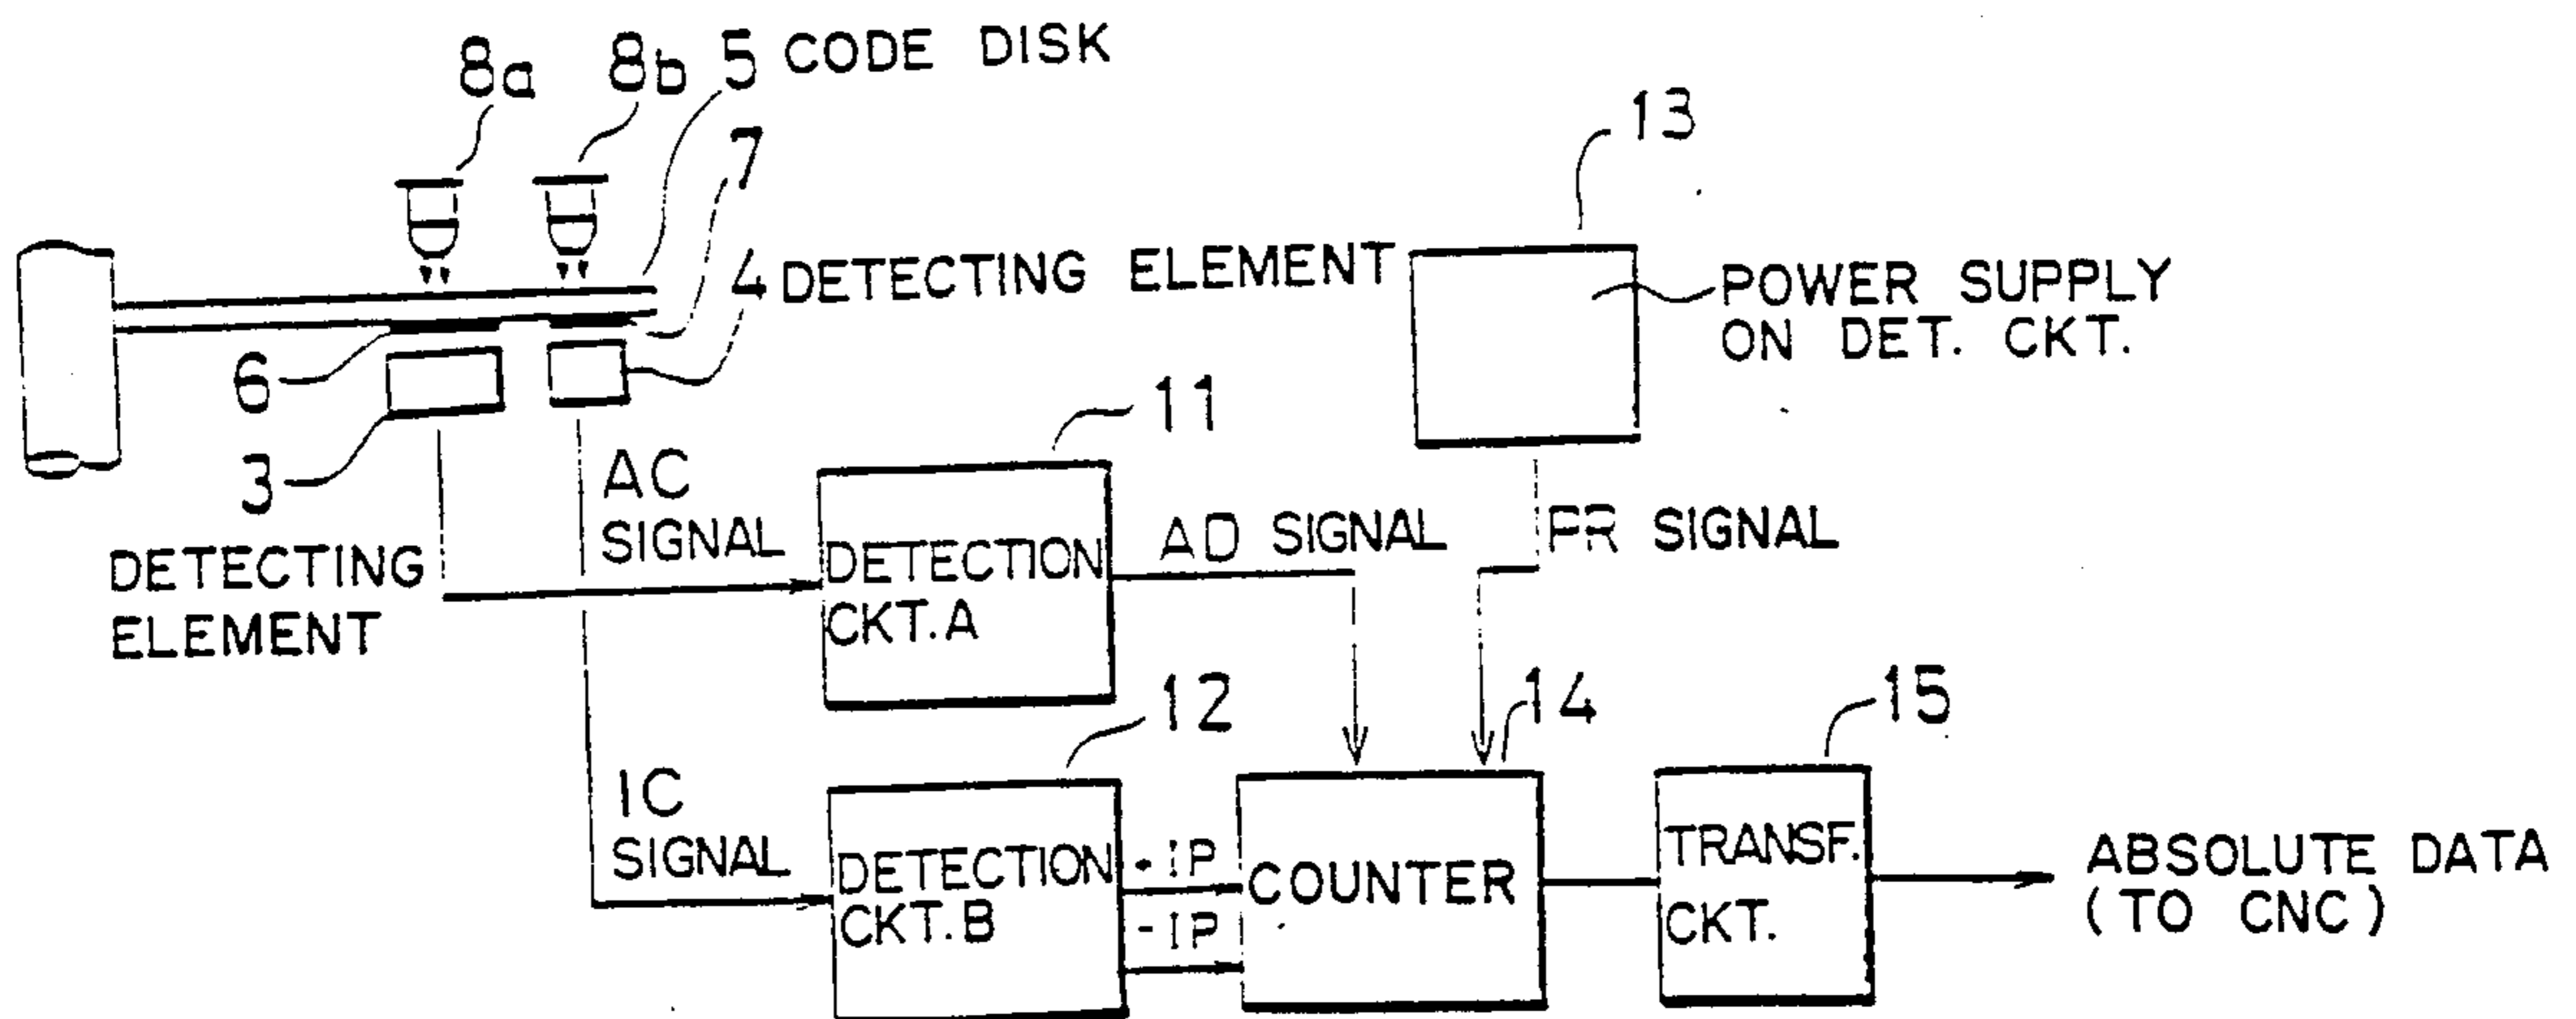 8a
8b
5 CODE DISK
7
13
4 DETECTING ELEMENT
POWER SUPPLY
ON DET. CKT.
6
3
11
AC
SIGNAL
AD SIGNAL
PR SIGNAL
DETECTING
ELEMENT
DETECTION
CKT. A
12
14
15
IC
SIGNAL
DETECTION
CKT. B
-IP
-IP
COUNTER
TRANSF.
CKT.
ABSOLUTE DATA
(TO CNC)